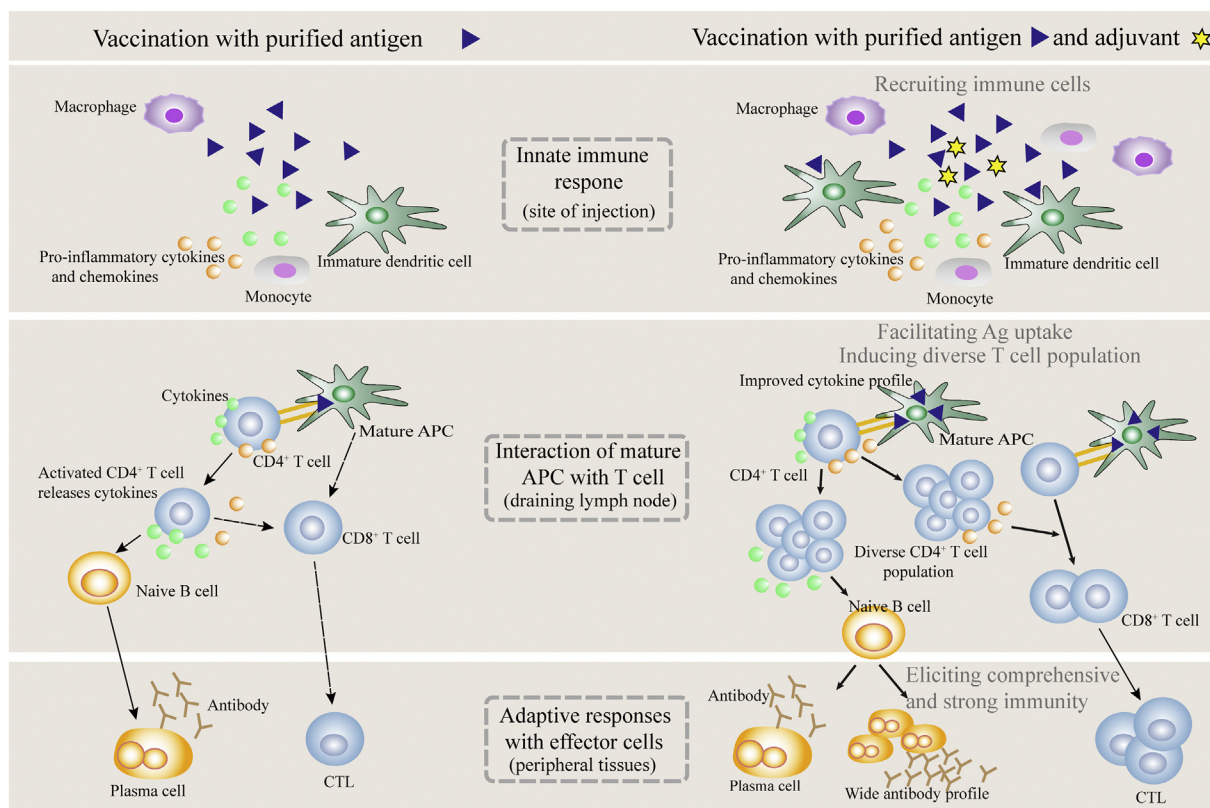 Vaccination with purified antigen
Vaccination with purified antigen and adjuvant
Recruiting immune cells
Macrophage
Innate immune
respone
(site of injection)
Pro-inflammatory cytokines
and chemokines
Immature dendritic cell
Monocyte
Pro-inflammatory cytokines
and chemokines
Immature dendritic cell
Monocyte
Facilitating Ag uptake
Inducing diverse T cell population
Cytokines
Mature APC
CD4⁺ T cell
Activated CD4⁺ T cell
releases cytokines
CD8⁺ T cell
Naive B cell
Interaction of mature
APC with T cell
(draining lymph node)
Improved cytokine profile
Mature APC
CD4⁺ T cell
Diverse CD4⁺ T cell
population
Naive B cell
CD8⁺ T cell
Antibody
Plasma cell
CTL
Adaptive responses
with effector cells
(peripheral tissues)
Eliciting comprehensive
and strong immunity
Antibody
Plasma cell
Wide antibody profile
CTL
Macrophage